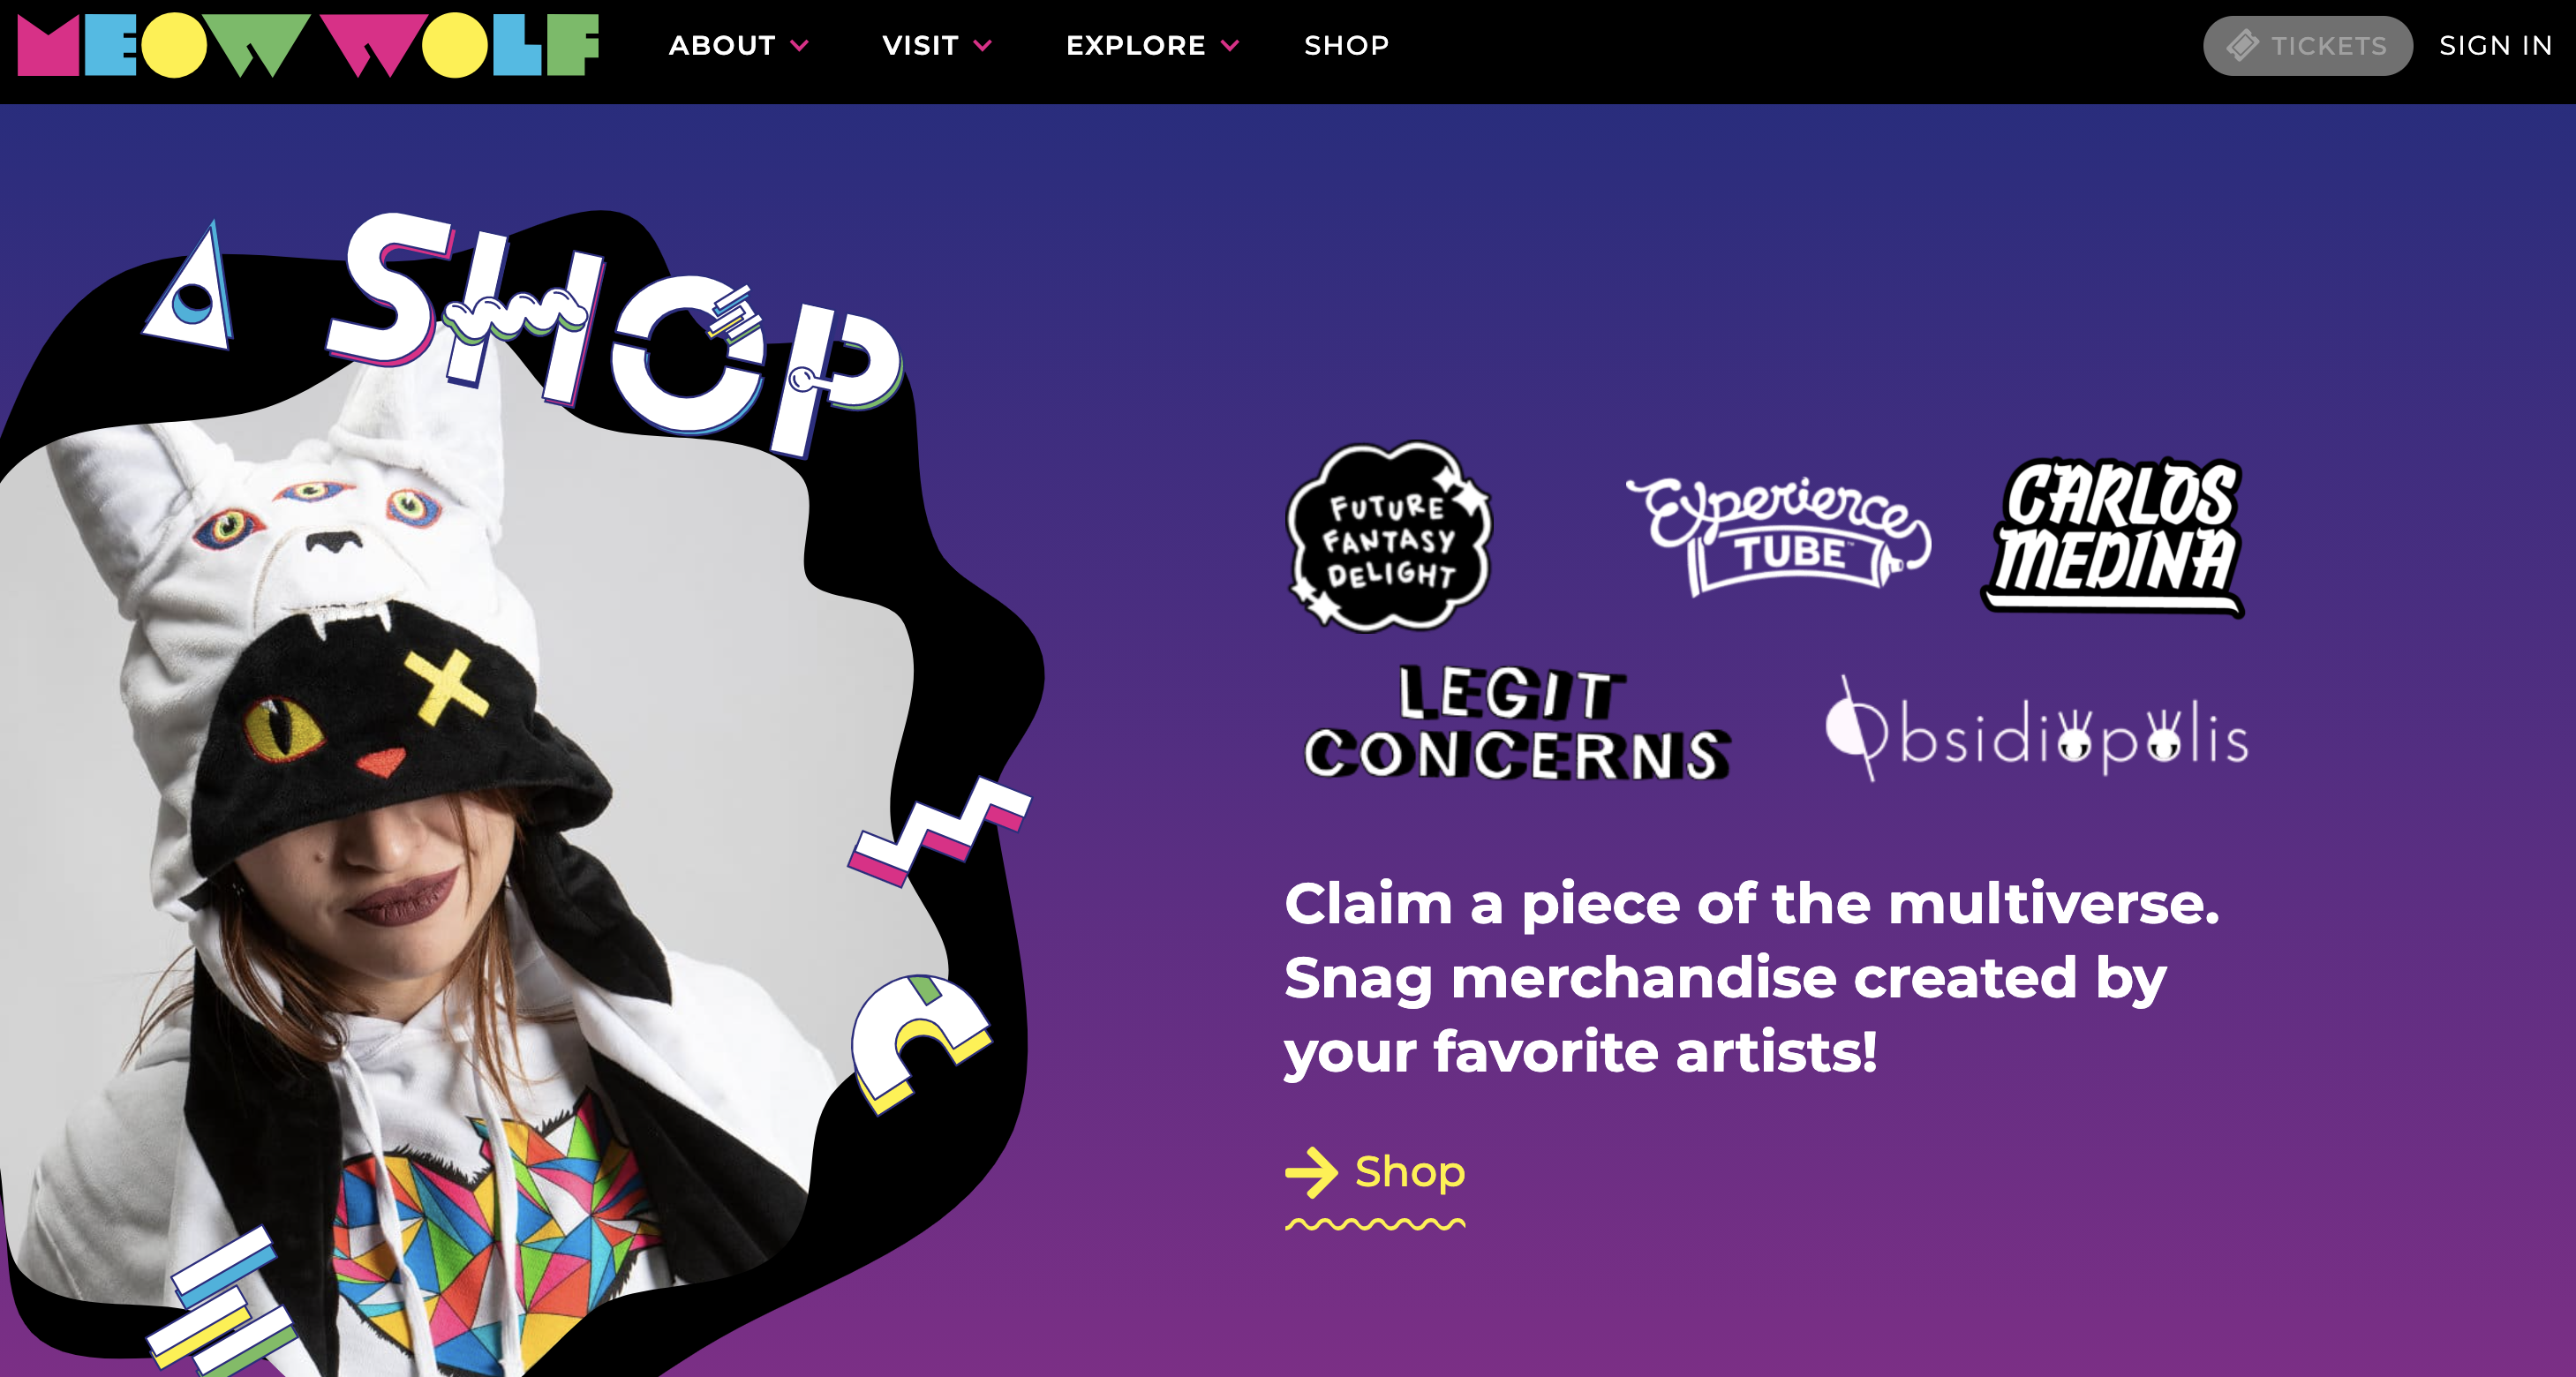 MEOW WOLF
ABOUT
VISIT
EXPLORE
SHOP
TICKETS
SIGN IN
SHOP
FUTURE
FANTASY
DELIGHT
Experience
TUBE™
CARLOS
MEDINA
LEGIT
CONCERNS
Obsidiopolis
Claim a piece of the multiverse.
Snag merchandise created by
your favorite artists!
Shop